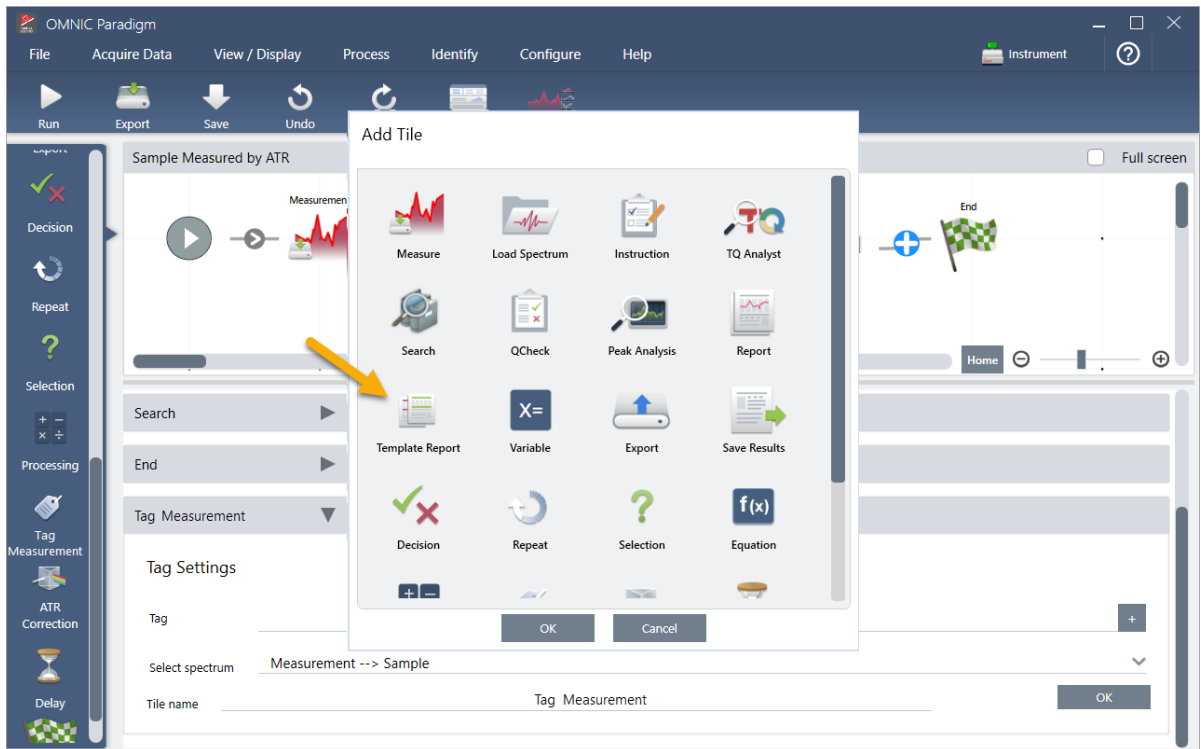 OMNIC Paradigm
File Acquire Data View / Display Process Identify Configure Help Instrument
Run Export Save Undo
Add Tile
Export
Decision
Repeat
Selection
Processing
Tag
Measurement
ATR
Correction
Delay
Sample Measured by ATR Full screen
Measuremen
End
Home
Measure Load Spectrum Instruction TQ Analyst
Search QCheck Peak Analysis Report
Template Report Variable Export Save Results
Decision Repeat Selection Equation
X=
f(x)
OK Cancel
Search
End
Tag Measurement
Tag Settings
Tag +
Select spectrum Measurement --> Sample
Tile name Tag Measurement OK